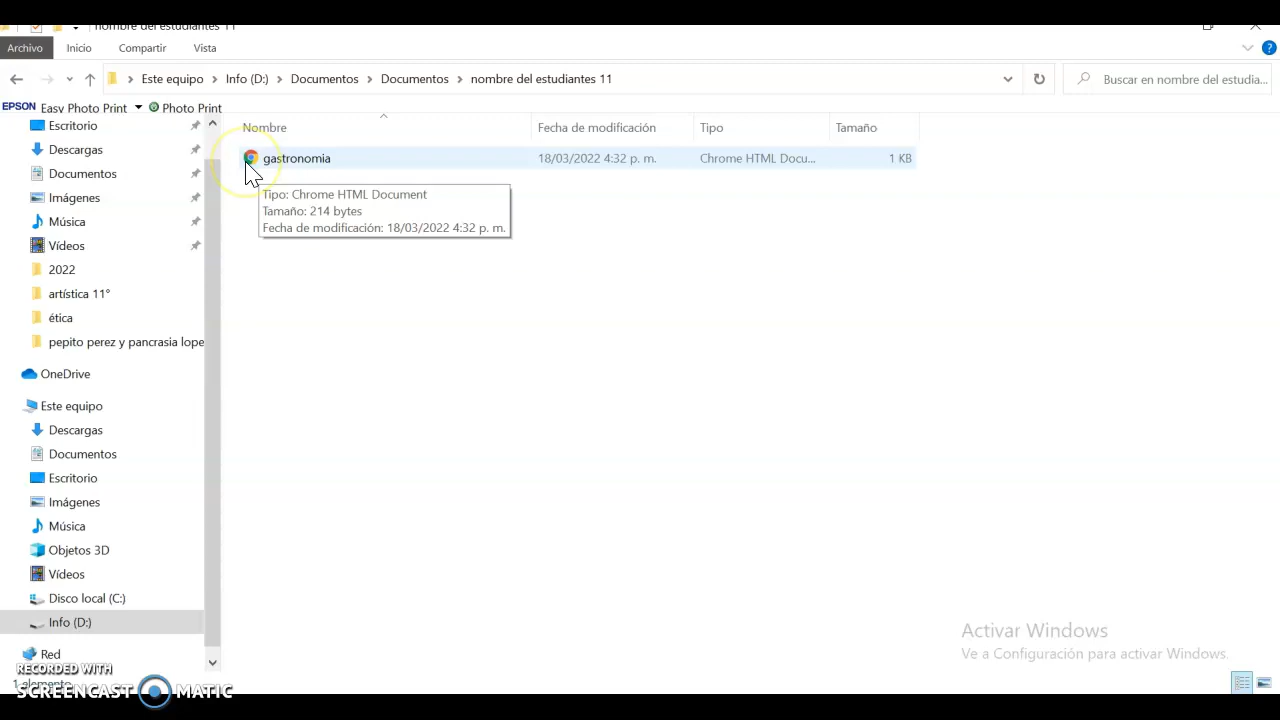 nombre del estudiantes 11
Archivo Inicio Compartir Vista
Este equipo > Info (D:) > Documentos > Documentos > nombre del estudiantes 11
Buscar en nombre del estudia...
EPSON Easy Photo Print Photo Print
Nombre Fecha de modificación Tipo Tamaño
gastronomia 18/03/2022 4:32 p. m. Chrome HTML Docu... 1 KB
Tipo: Chrome HTML Document
Tamaño: 214 bytes
Fecha de modificación: 18/03/2022 4:32 p. m.
Escritorio
Descargas
Documentos
Imágenes
Música
Vídeos
2022
artística 11°
ética
pepito perez y pancrasia lope
OneDrive
Este equipo
Descargas
Documentos
Escritorio
Imágenes
Música
Objetos 3D
Vídeos
Disco local (C:)
Info (D:)
Red
1 elemento
Activar Windows
Ve a Configuración para activar Windows.
RECORDED WITH
SCREENCAST MATIC